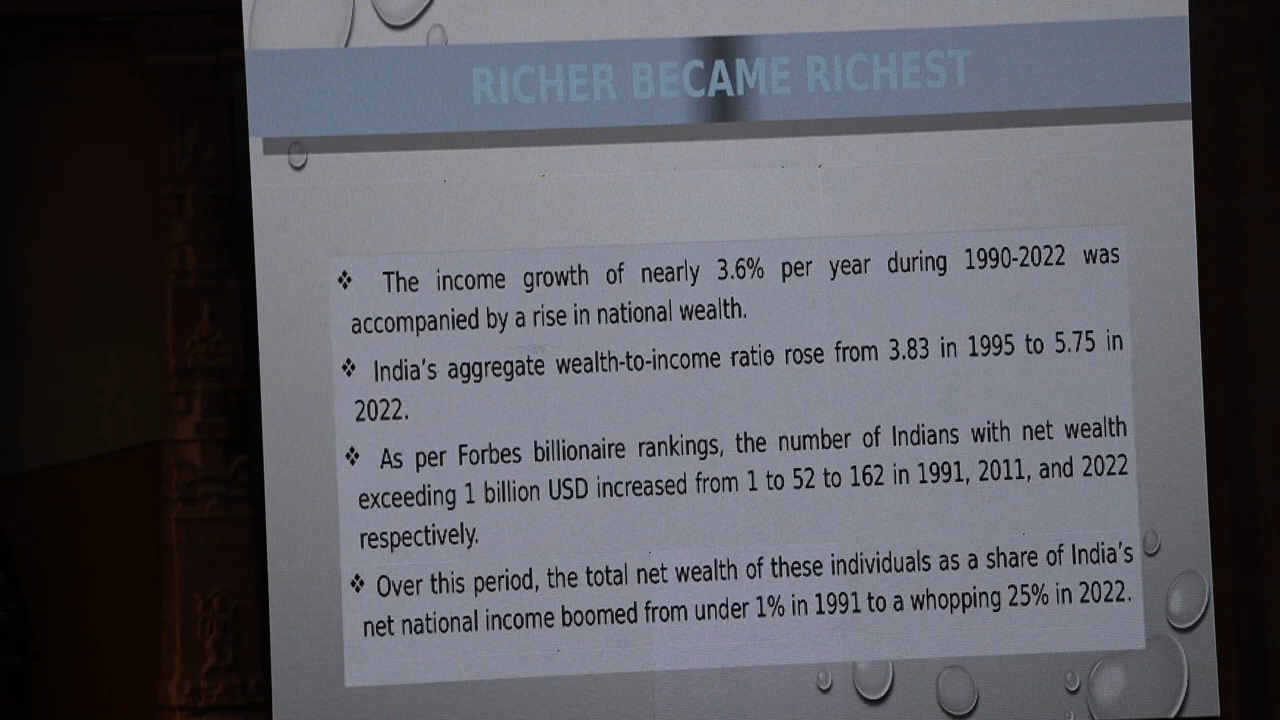 RICHER BECAME RICHEST
❖ The income growth of nearly 3.6% per year during 1990-2022 was
accompanied by a rise in national wealth.
❖ India's aggregate wealth-to-income ratio rose from 3.83 in 1995 to 5.75 in
2022.
❖ As per Forbes billionaire rankings, the number of Indians with net wealth
exceeding 1 billion USD increased from 1 to 52 to 162 in 1991, 2011, and 2022
respectively.
❖ Over this period, the total net wealth of these individuals as a share of India's
net national income boomed from under 1% in 1991 to a whopping 25% in 2022.